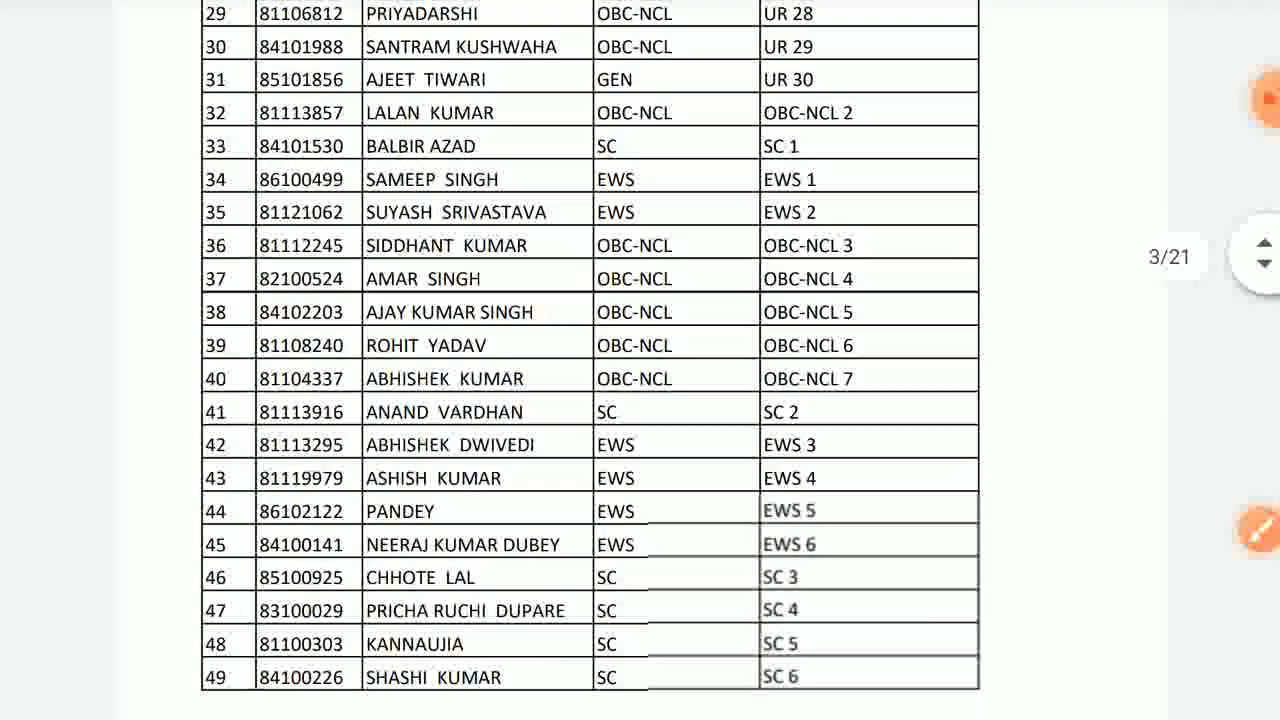 29 81106812 PRIYADARSHI OBC-NCL UR 28
30 84101988 SANTRAM KUSHWAHA OBC-NCL UR 29
31 85101856 AJEET TIWARI GEN UR 30
32 81113857 LALAN KUMAR OBC-NCL OBC-NCL 2
33 84101530 BALBIR AZAD SC SC 1
34 86100499 SAMEEP SINGH EWS EWS 1
35 81121062 SUYASH SRIVASTAVA EWS EWS 2
36 81112245 SIDDHANT KUMAR OBC-NCL OBC-NCL 3
37 82100524 AMAR SINGH OBC-NCL OBC-NCL 4
38 84102203 AJAY KUMAR SINGH OBC-NCL OBC-NCL 5
39 81108240 ROHIT YADAV OBC-NCL OBC-NCL 6
40 81104337 ABHISHEK KUMAR OBC-NCL OBC-NCL 7
41 81113916 ANAND VARDHAN SC SC 2
42 81113295 ABHISHEK DWIVEDI EWS EWS 3
43 81119979 ASHISH KUMAR EWS EWS 4
44 86102122 PANDEY EWS EWS 5
45 84100141 NEERAJ KUMAR DUBEY EWS EWS 6
46 85100925 CHHOTE LAL SC SC 3
47 83100029 PRICHA RUCHI DUPARE SC SC 4
48 81100303 KANNAUJIA SC SC 5
49 84100226 SHASHI KUMAR SC SC 6
3/21